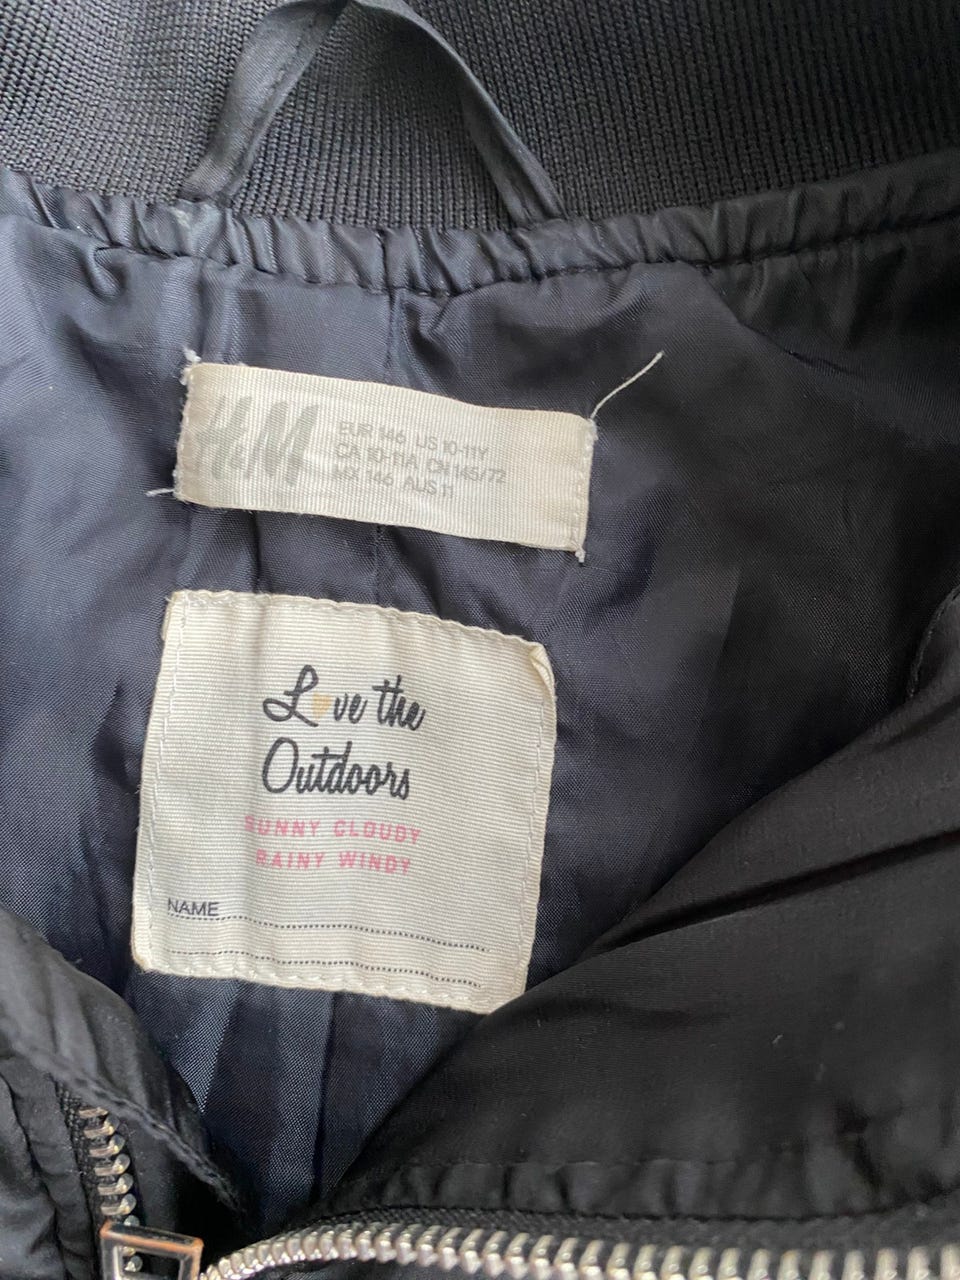 H&M
EUR 146 US 10-11Y
CA 10-11A CN 145/72
MX 146 AUS 11
Love the
Outdoors
SUNNY CLOUDY
RAINY WINDY
NAME